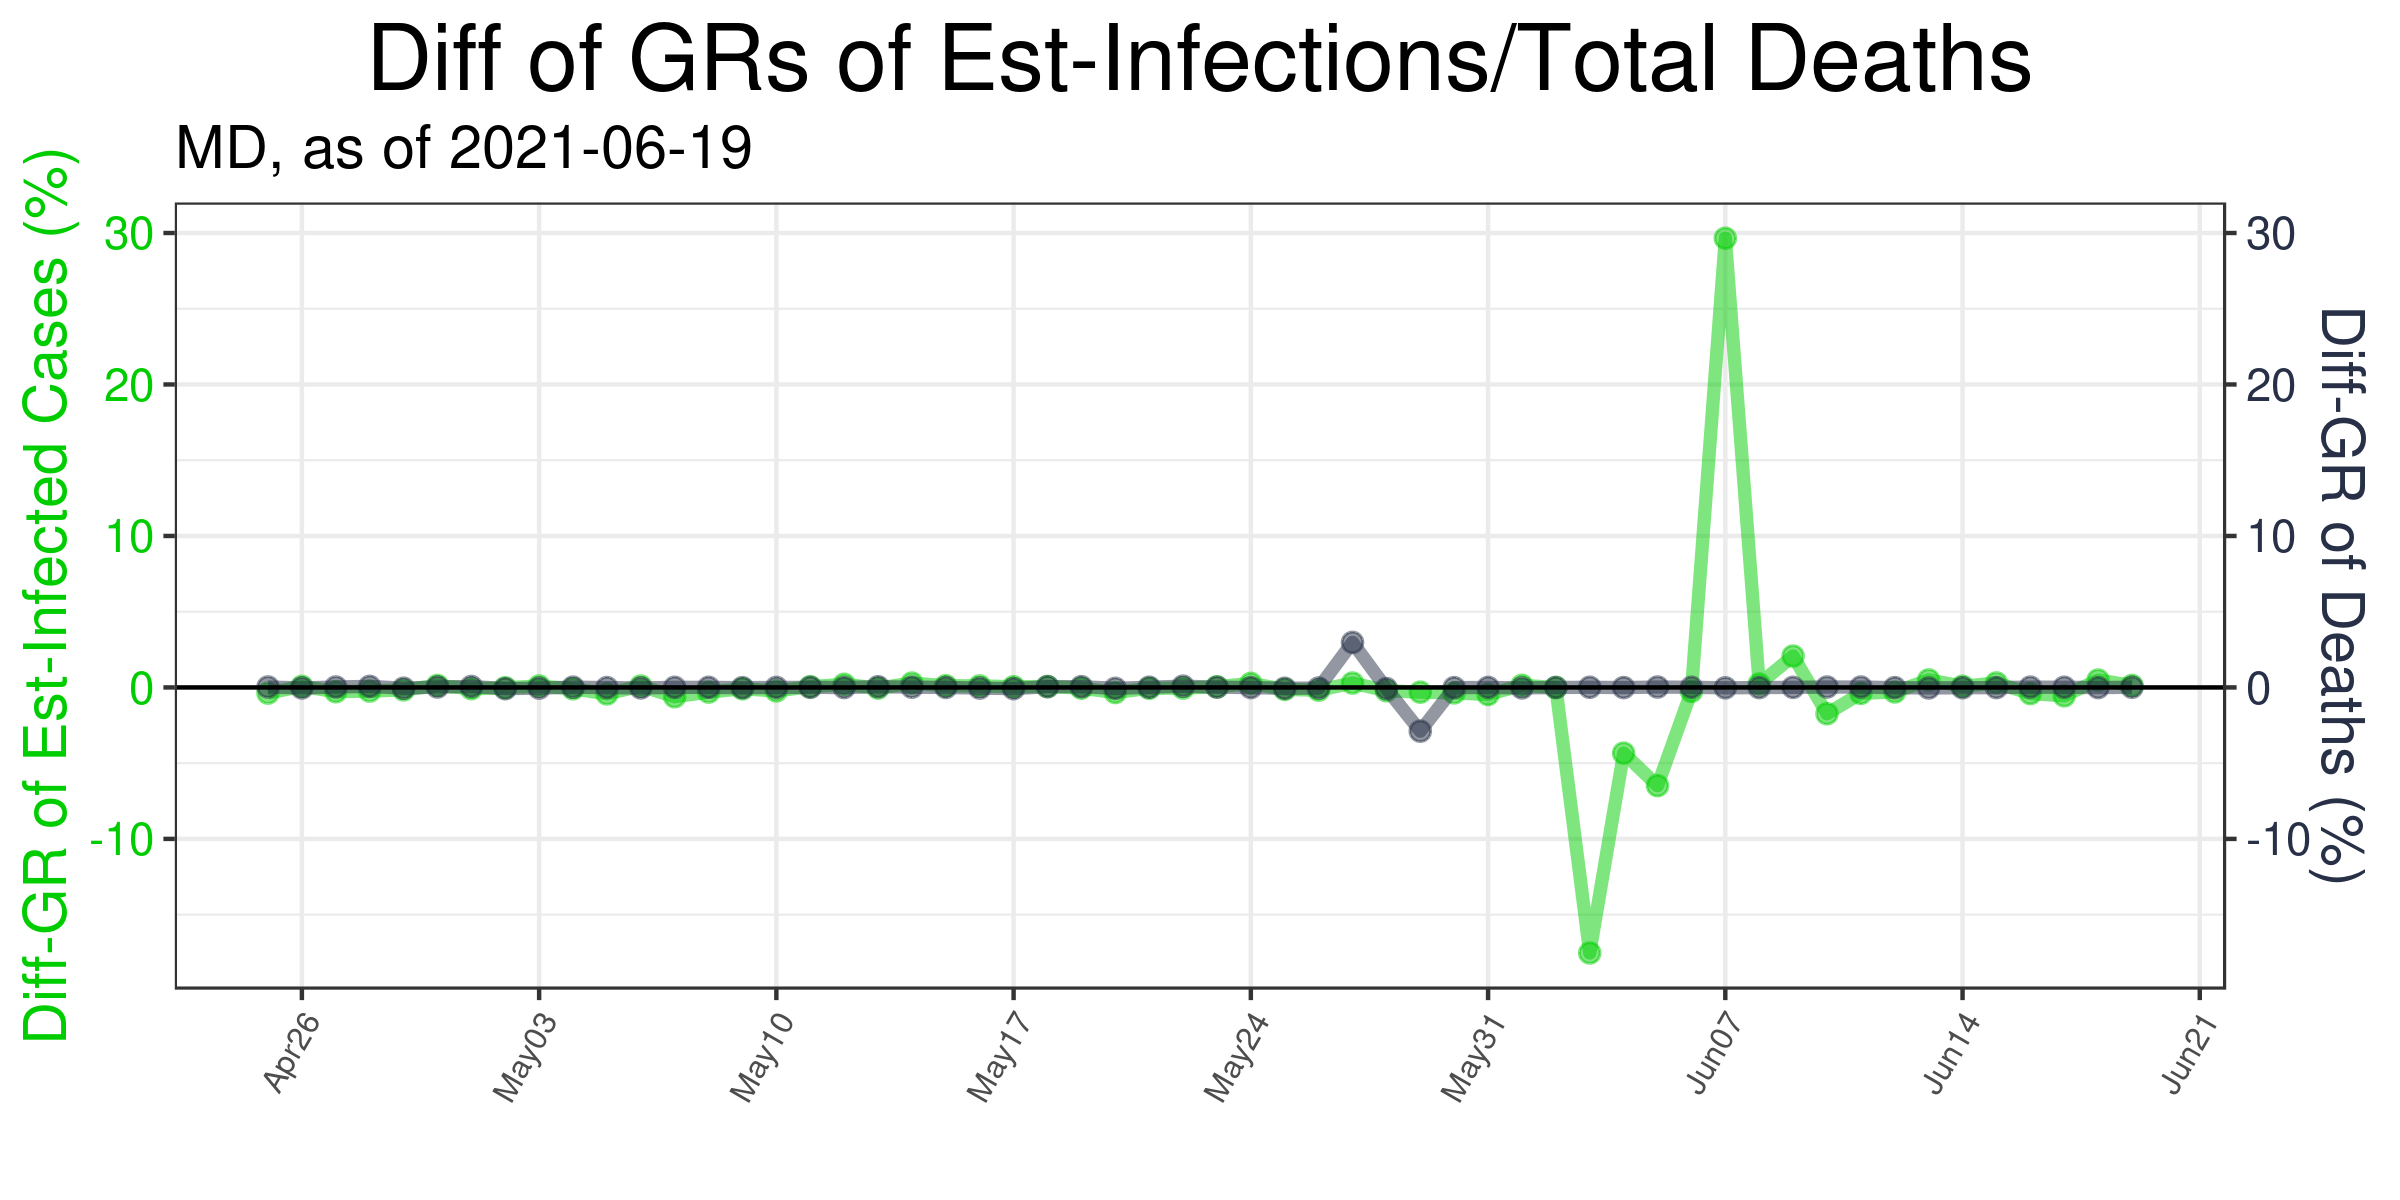 Diff of GRs of Est-Infections/Total Deaths
MD, as of 2021-06-19
Diff-GR of Est-Infected Cases (%)
30
20
10
0
-10
30
20
10
0
-10
Diff-GR of Deaths (%)
Apr26
May03
May10
May17
May24
May31
Jun07
Jun14
Jun21